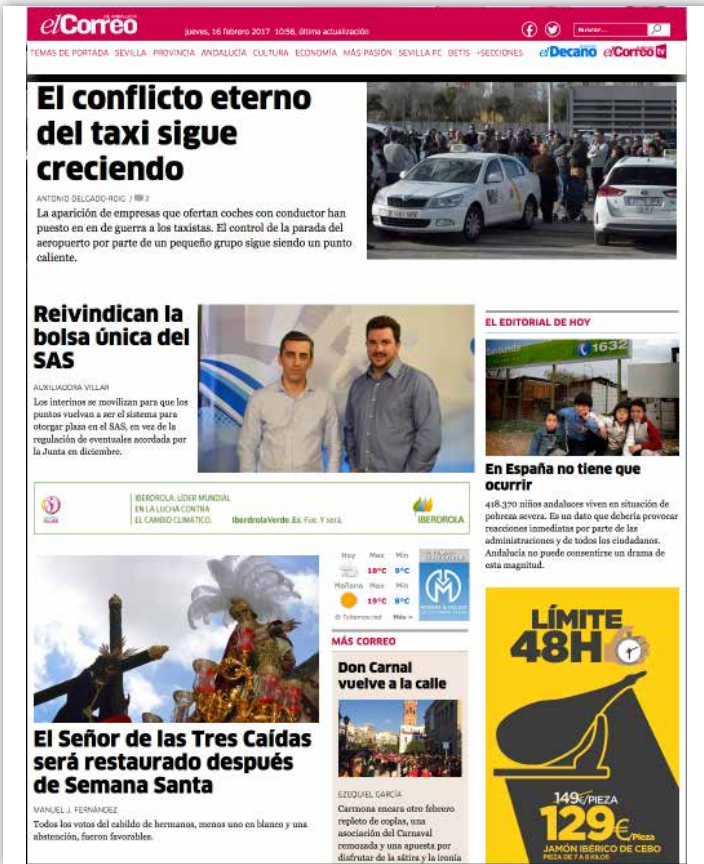 elCorreo
DE ANDALUCÍA
jueves, 16 febrero 2017 10:56, última actualización
Buscar...
TEMAS DE PORTADA SEVILLA PROVINCIA ANDALUCÍA CULTURA ECONOMÍA MÁS PASIÓN SEVILLA FC BETIS +SECCIONES
elDecano elCorreo tv
El conflicto eterno
del taxi sigue
creciendo
ANTONIO DELGADO-ROIG / 3
La aparición de empresas que ofertan coches con conductor han
puesto en en de guerra a los taxistas. El control de la parada del
aeropuerto por parte de un pequeño grupo sigue siendo un punto
caliente.
Reivindican la
bolsa única del
SAS
AUXILIADORA VILLAR
Los interinos se movilizan para que los
puntos vuelvan a ser el sistema para
otorgar plaza en el SAS, en vez de la
regulación de eventuales acordada por
la Junta en diciembre.
EL EDITORIAL DE HOY
1632
En España no tiene que
ocurrir
418.370 niños andaluces viven en situación de
pobreza severa. Es un dato que debería provocar
reacciones inmediatas por parte de las
administraciones y de todos los ciudadanos.
Andalucía no puede consentirse un drama de
esta magnitud.
IBERDROLA, LÍDER MUNDIAL
EN LA LUCHA CONTRA
EL CAMBIO CLIMÁTICO.
IberdrolaVerde.Es. Fue. Y será.
IBERDROLA
Hoy Max Min
18ºC 9ºC
Mañana Max Min
19ºC 8ºC
© Tutiempo.net Más »
El Señor de las Tres Caídas
será restaurado después
de Semana Santa
MANUEL J. FERNÁNDEZ
Todos los votos del cabildo de hermanos, menos uno en blanco y una
abstención, fueron favorables.
MÁS CORREO
Don Carnal
vuelve a la calle
EZEQUIEL GARCÍA
Carmona encara otro febrero
repleto de coplas, una
asociación del Carnaval
remozada y una apuesta por
disfrutar de la sátira y la ironía
LÍMITE
48H
149€/PIEZA
129€/Pieza
JAMÓN IBÉRICO DE CEBO
PIEZA DE 7 A 8 KILOS